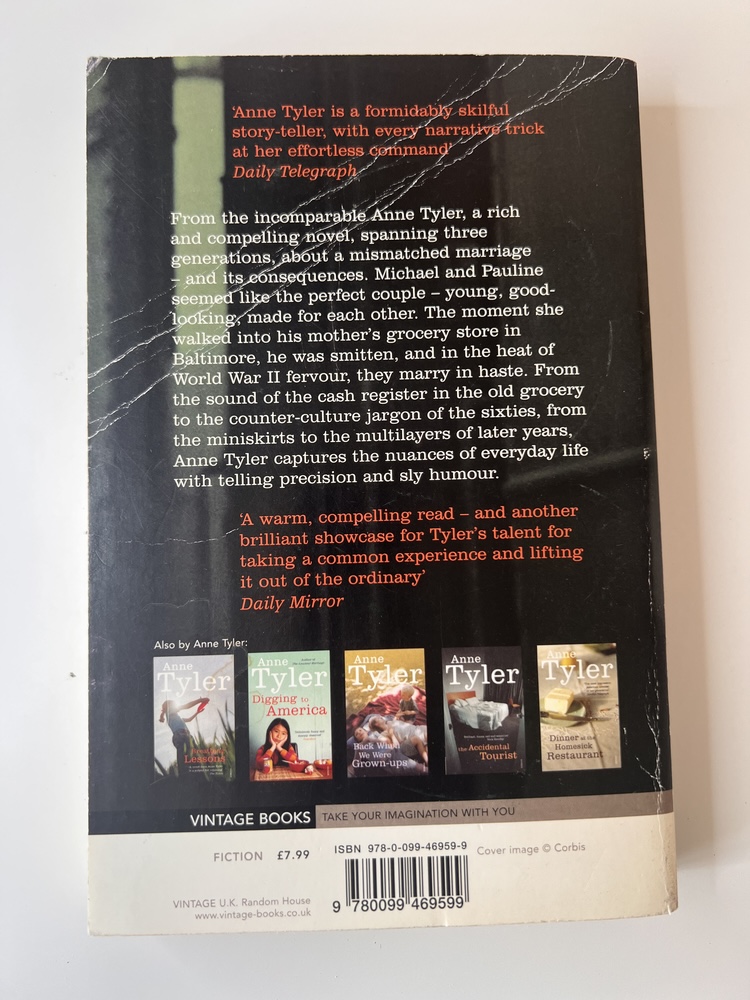 ‘Anne Tyler is a formidably skilful
story-teller, with every narrative trick
at her effortless command’
Daily Telegraph
From the incomparable Anne Tyler, a rich
and compelling novel, spanning three
generations, about a mismatched marriage
– and its consequences. Michael and Pauline
seemed like the perfect couple – young, good-
looking, made for each other. The moment she
walked into his mother’s grocery store in
Baltimore, he was smitten, and in the heat of
World War II fervour, they marry in haste. From
the sound of the cash register in the old grocery
to the counter-culture jargon of the sixties, from
the miniskirts to the multilayers of later years,
Anne Tyler captures the nuances of everyday life
with telling precision and sly humour.
‘A warm, compelling read – and another
brilliant showcase for Tyler’s talent for
taking a common experience and lifting
it out of the ordinary’
Daily Mirror
Also by Anne Tyler:
Anne
Tyler
Breathing
Lessons
Anne
Tyler
Digging to
America
Anne
Tyler
Back When
We Were
Grown-ups
Anne
Tyler
the Accidental
Tourist
Anne
Tyler
Dinner at the
Homesick
Restaurant
VINTAGE BOOKS
TAKE YOUR IMAGINATION WITH YOU
FICTION £7.99
ISBN 978-0-099-46959-9
Cover image © Corbis
9 780099 469599
VINTAGE U.K. Random House
www.vintage-books.co.uk